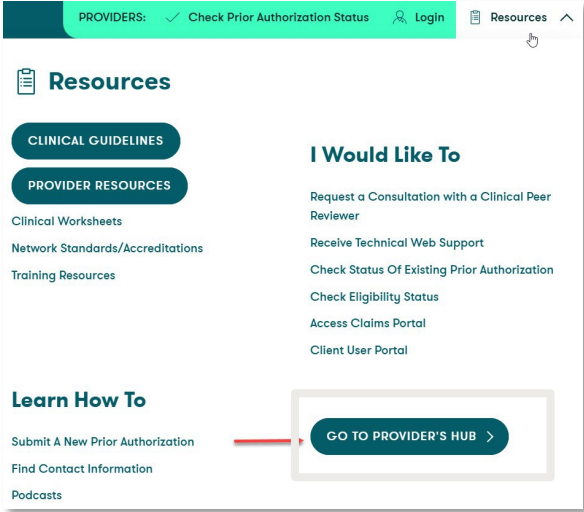 PROVIDERS: Check Prior Authorization Status Login Resources
Resources
CLINICAL GUIDELINES
PROVIDER RESOURCES
Clinical Worksheets
Network Standards/Accreditations
Training Resources
I Would Like To
Request a Consultation with a Clinical Peer
Reviewer
Receive Technical Web Support
Check Status Of Existing Prior Authorization
Check Eligibility Status
Access Claims Portal
Client User Portal
Learn How To
Submit A New Prior Authorization
Find Contact Information
Podcasts
GO TO PROVIDER'S HUB